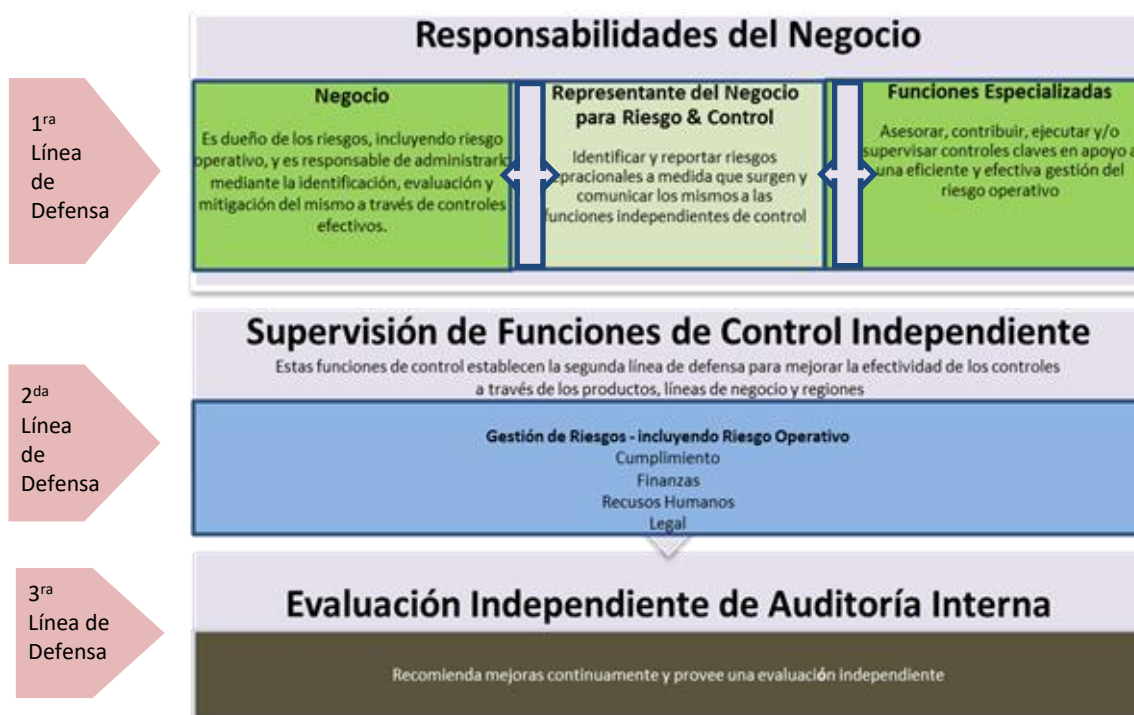 Responsabilidades del Negocio
1ra
Línea
de
Defensa
Negocio
Es dueño de los riesgos, incluyendo riesgo
operativo, y es responsable de administrarlo
mediante la identificación, evaluación y
mitigación del mismo a través de controles
efectivos.
Representante del Negocio
para Riesgo & Control
Identificar y reportar riesgos
opracionales a medida que surgen y
comunicar los mismos a las
funciones independientes de control
Funciones Especializadas
Asesorar, contribuir, ejecutar y/o
supervisar controles claves en apoyo a
una eficiente y efectiva gestión del
riesgo operativo
2da
Línea
de
Defensa
Supervisión de Funciones de Control Independiente
Estas funciones de control establecen la segunda línea de defensa para mejorar la efectividad de los controles
a través de los productos, líneas de negocio y regiones
Gestión de Riesgos - incluyendo Riesgo Operativo
Cumplimiento
Finanzas
Recusos Humanos
Legal
3ra
Línea de
Defensa
Evaluación Independiente de Auditoría Interna
Recomienda mejoras continuamente y provee una evaluación independiente